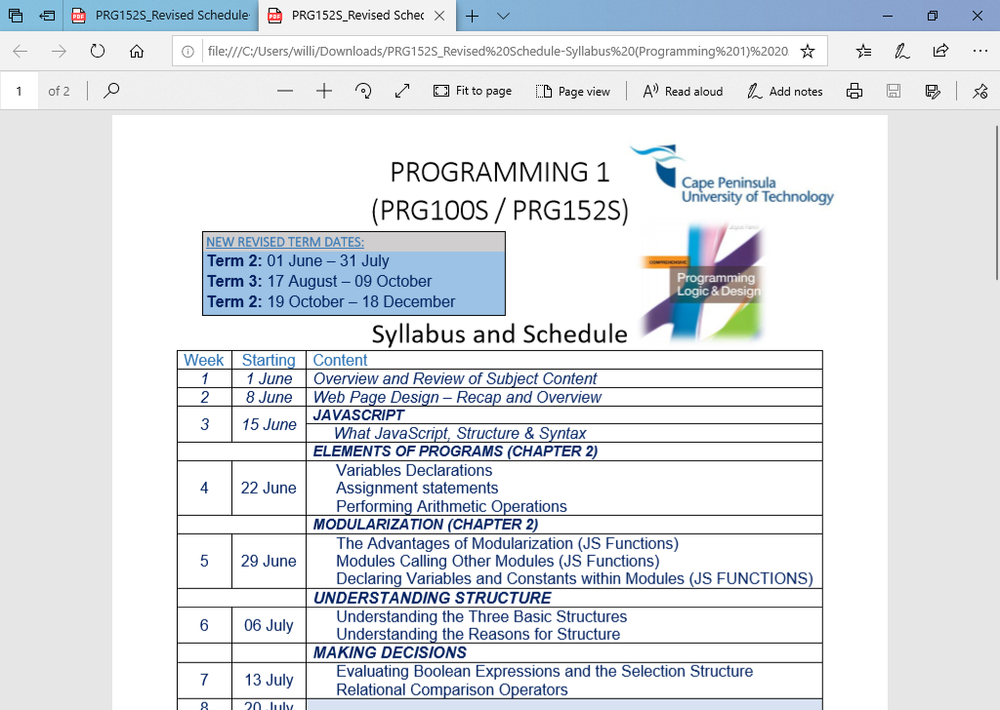 PRG152S_Revised Schedule-
PRG152S_Revised Sched
file:///C:/Users/willi/Downloads/PRG152S_Revised%20Schedule-Syllabus%20(Programming%201)%2020
1 of 2
Fit to page
Page view
Read aloud
Add notes
PROGRAMMING 1
(PRG100S / PRG152S)
Cape Peninsula
University of Technology
NEW REVISED TERM DATES:
Term 2: 01 June – 31 July
Term 3: 17 August – 09 October
Term 2: 19 October – 18 December
COMPREHENSIVE
Programming
Logic & Design
Syllabus and Schedule
Week Starting Content
1 1 June Overview and Review of Subject Content
2 8 June Web Page Design – Recap and Overview
3 15 June JAVASCRIPT
What JavaScript, Structure & Syntax
ELEMENTS OF PROGRAMS (CHAPTER 2)
4 22 June Variables Declarations
Assignment statements
Performing Arithmetic Operations
MODULARIZATION (CHAPTER 2)
5 29 June The Advantages of Modularization (JS Functions)
Modules Calling Other Modules (JS Functions)
Declaring Variables and Constants within Modules (JS FUNCTIONS)
UNDERSTANDING STRUCTURE
6 06 July Understanding the Three Basic Structures
Understanding the Reasons for Structure
MAKING DECISIONS
7 13 July Evaluating Boolean Expressions and the Selection Structure
Relational Comparison Operators
8 20 July